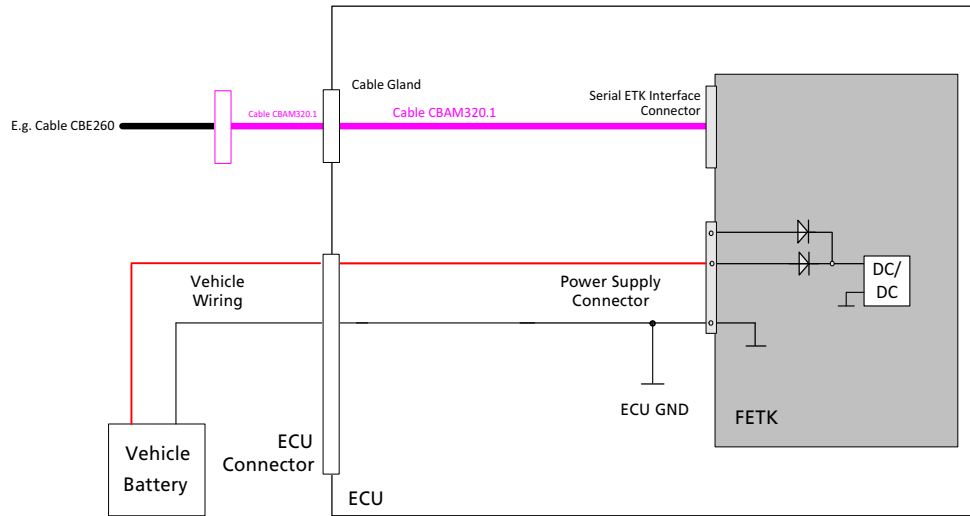 Cable Gland
Serial ETK Interface
Connector
Cable CBAM320.1
Cable CBAM320.1
E.g. Cable CBE260
Vehicle
Wiring
Power Supply
Connector
DC/
DC
ECU GND
FETK
ECU
Connector
Vehicle
Battery
ECU